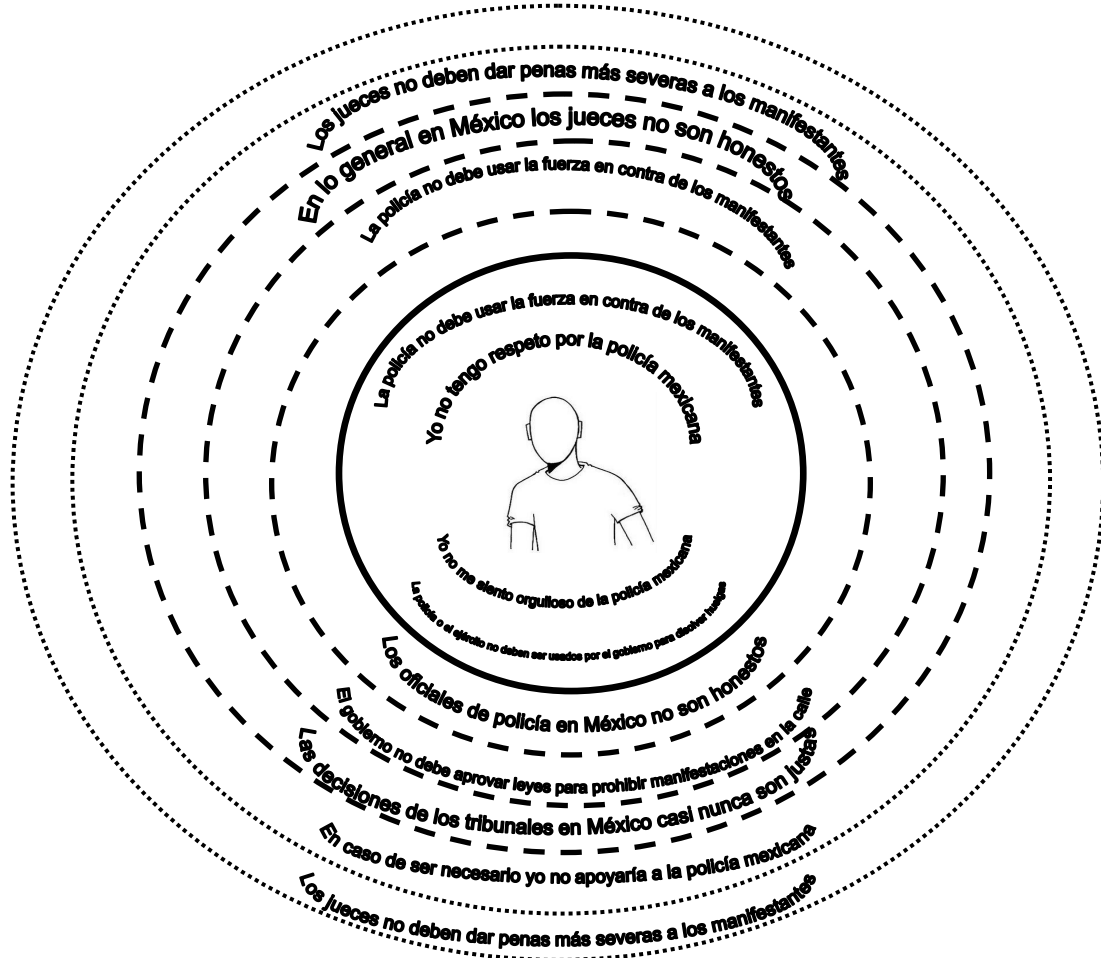 Los jueces no deben dar penas más severas a los manifestantes
En lo general en México los jueces no son honestos
La policía no debe usar la fuerza en contra de los manifestantes
La policía no debe usar la fuerza en contra de los manifestantes
Yo no tengo respeto por la policía mexicana
Yo no me siento orgulloso de la policía mexicana
La policía o el ejército no deben ser usados por el gobierno para disolver huelgas
Los oficiales de policía en México no son honestos
El gobierno no debe aprovar leyes para prohibir manifestaciones en la calle
Las decisiones de los tribunales en México casi nunca son justas
En caso de ser necesario yo no apoyaría a la policía mexicana
Los jueces no deben dar penas más severas a los manifestantes